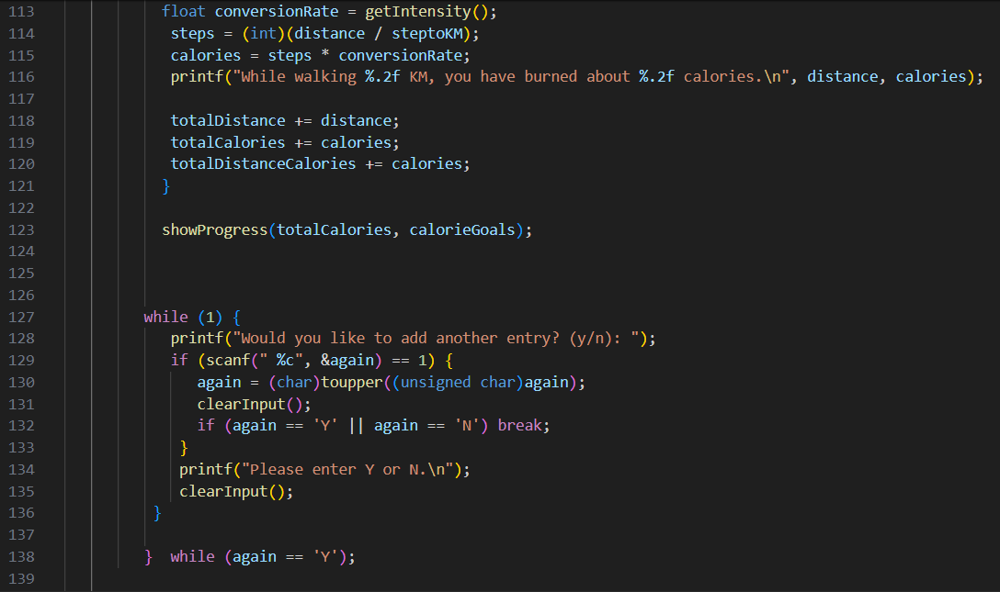 113 float conversionRate = getIntensity();
114 steps = (int)(distance / steptoKM);
115 calories = steps * conversionRate;
116 printf("While walking %.2f KM, you have burned about %.2f calories.\n", distance, calories);
117
118 totalDistance += distance;
119 totalCalories += calories;
120 totalDistanceCalories += calories;
121 }
122
123 showProgress(totalCalories, calorieGoals);
124
125
126
127 while (1) {
128 printf("Would you like to add another entry? (y/n): ");
129 if (scanf(" %c", &again) == 1) {
130 again = (char)toupper((unsigned char)again);
131 clearInput();
132 if (again == 'Y' || again == 'N') break;
133 }
134 printf("Please enter Y or N.\n");
135 clearInput();
136 }
137
138 } while (again == 'Y');
139